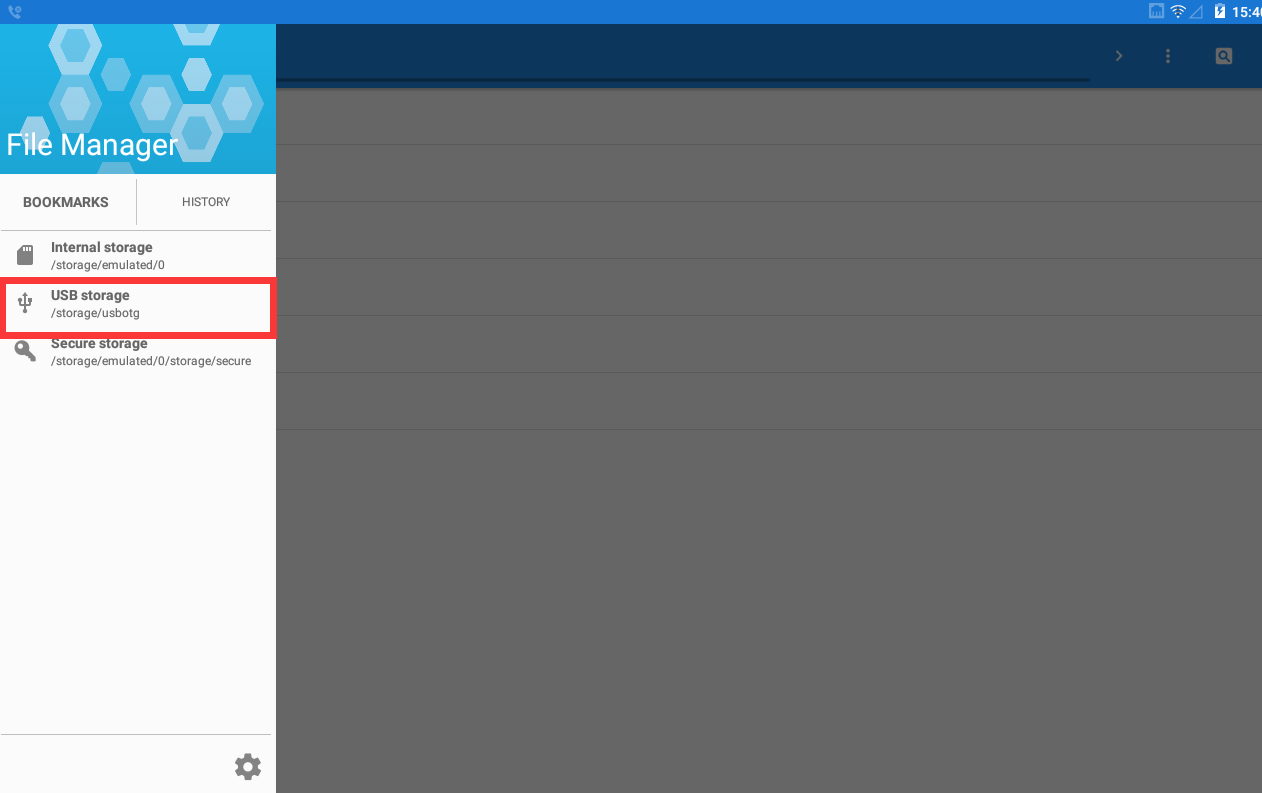 15:40
File Manager
BOOKMARKS
HISTORY
Internal storage
/storage/emulated/0
USB storage
/storage/usbotg
Secure storage
/storage/emulated/0/storage/secure